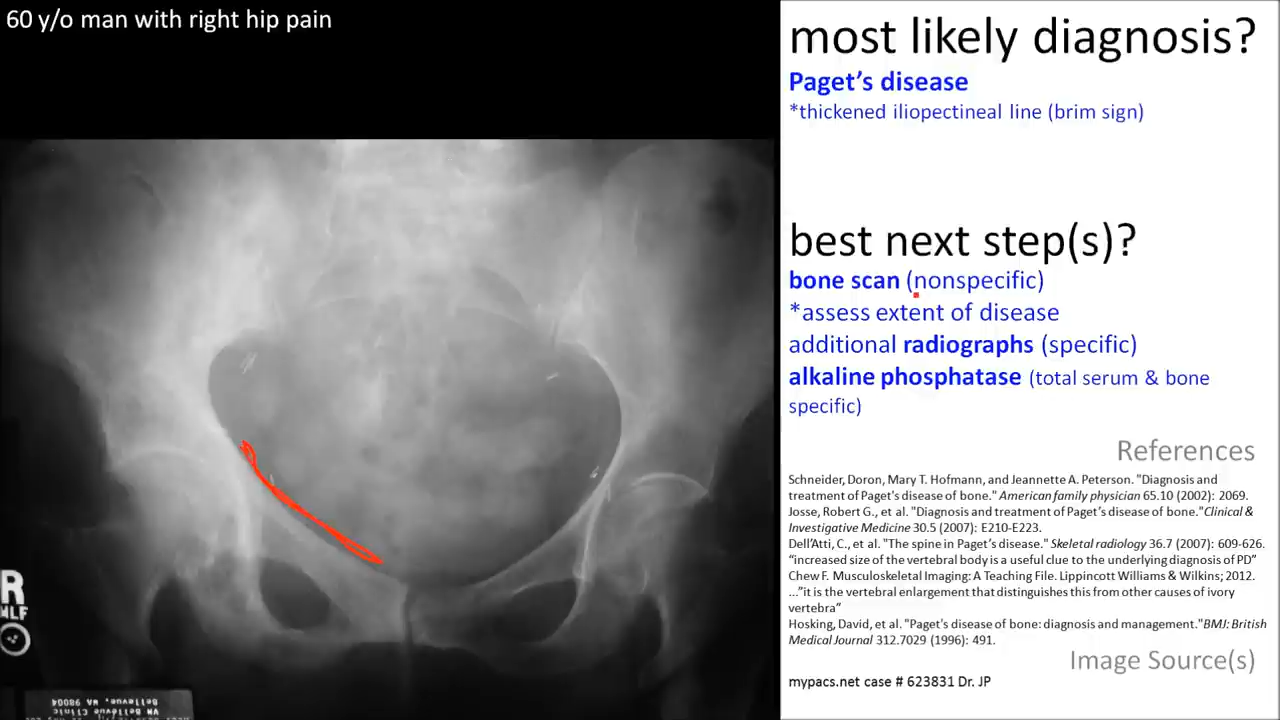 60 y/o man with right hip pain
most likely diagnosis?
Paget’s disease
*thickened iliopectineal line (brim sign)
best next step(s)?
bone scan (nonspecific)
*assess extent of disease
additional radiographs (specific)
alkaline phosphatase (total serum & bone
specific)
References
Schneider, Doron, Mary T. Hofmann, and Jeannette A. Peterson. "Diagnosis and
treatment of Paget's disease of bone." American family physician 65.10 (2002): 2069.
Josse, Robert G., et al. "Diagnosis and treatment of Paget’s disease of bone."Clinical &
Investigative Medicine 30.5 (2007): E210-E223.
Dell’Atti, C., et al. "The spine in Paget’s disease." Skeletal radiology 36.7 (2007): 609-626.
“increased size of the vertebral body is a useful clue to the underlying diagnosis of PD”
Chew F. Musculoskeletal Imaging: A Teaching File. Lippincott Williams & Wilkins; 2012.
...”it is the vertebral enlargement that distinguishes this from other causes of ivory
vertebra”
Hosking, David, et al. "Paget's disease of bone: diagnosis and management."BMJ: British
Medical Journal 312.7029 (1996): 491.
Image Source(s)
mypacs.net case # 623831 Dr. JP
R
MLF
Bellevue, WA 98004